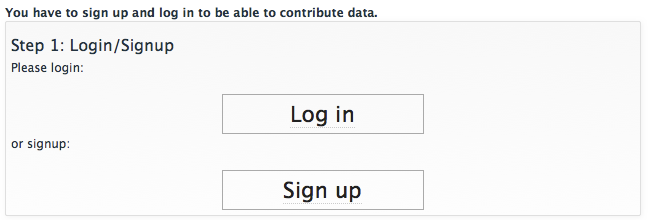 You have to sign up and log in to be able to contribute data.
Step 1: Login/Signup
Please login:
Log in
or signup:
Sign up